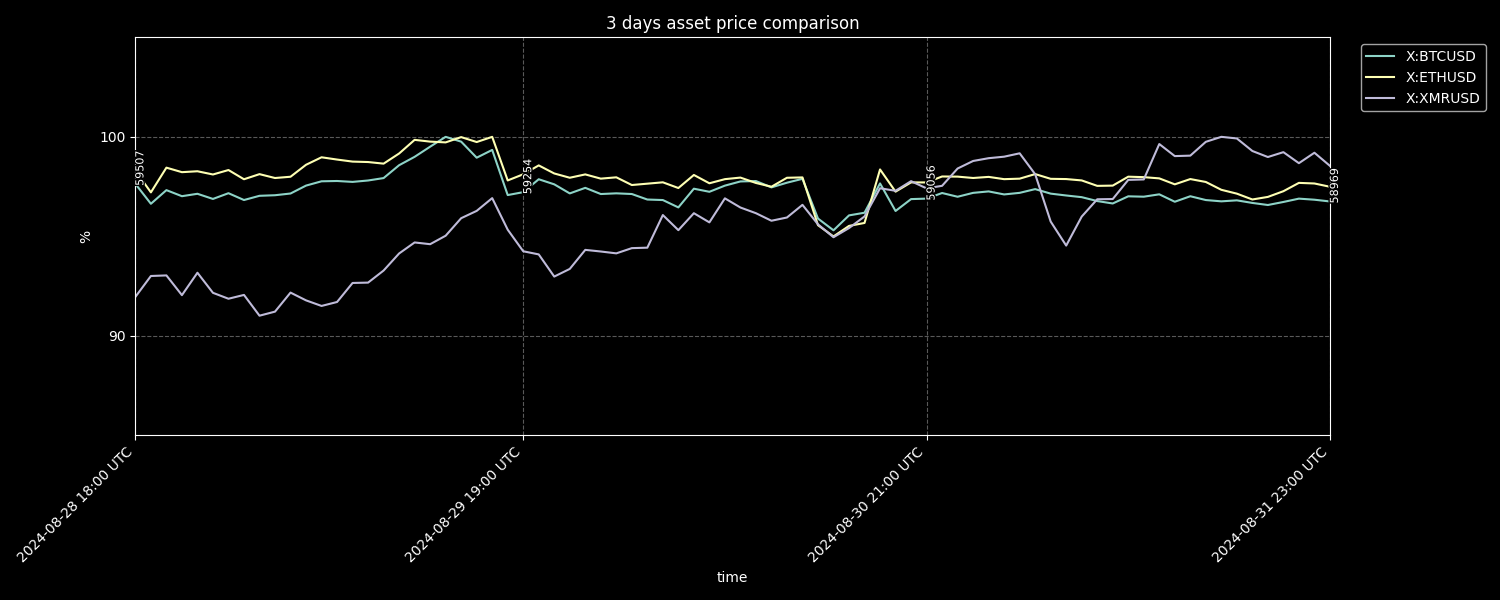 3 days asset price comparison
X:BTCUSD
X:ETHUSD
X:XMRUSD
100
90
%
59507
59254
59056
58969
2024-08-28 18:00 UTC
2024-08-29 19:00 UTC
2024-08-30 21:00 UTC
2024-08-31 23:00 UTC
time